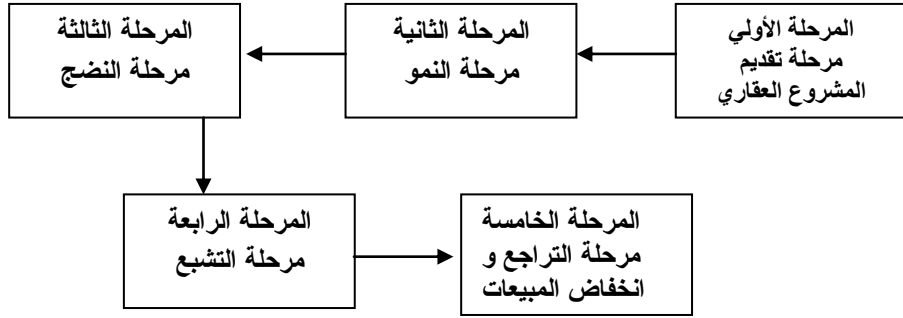 المرحلة الأولي
مرحلة تقديم
المشروع العقاري
المرحلة الثانية
مرحلة النمو
المرحلة الثالثة
مرحلة النضج
المرحلة الرابعة
مرحلة التشبع
المرحلة الخامسة
مرحلة التراجع و
انخفاض المبيعات